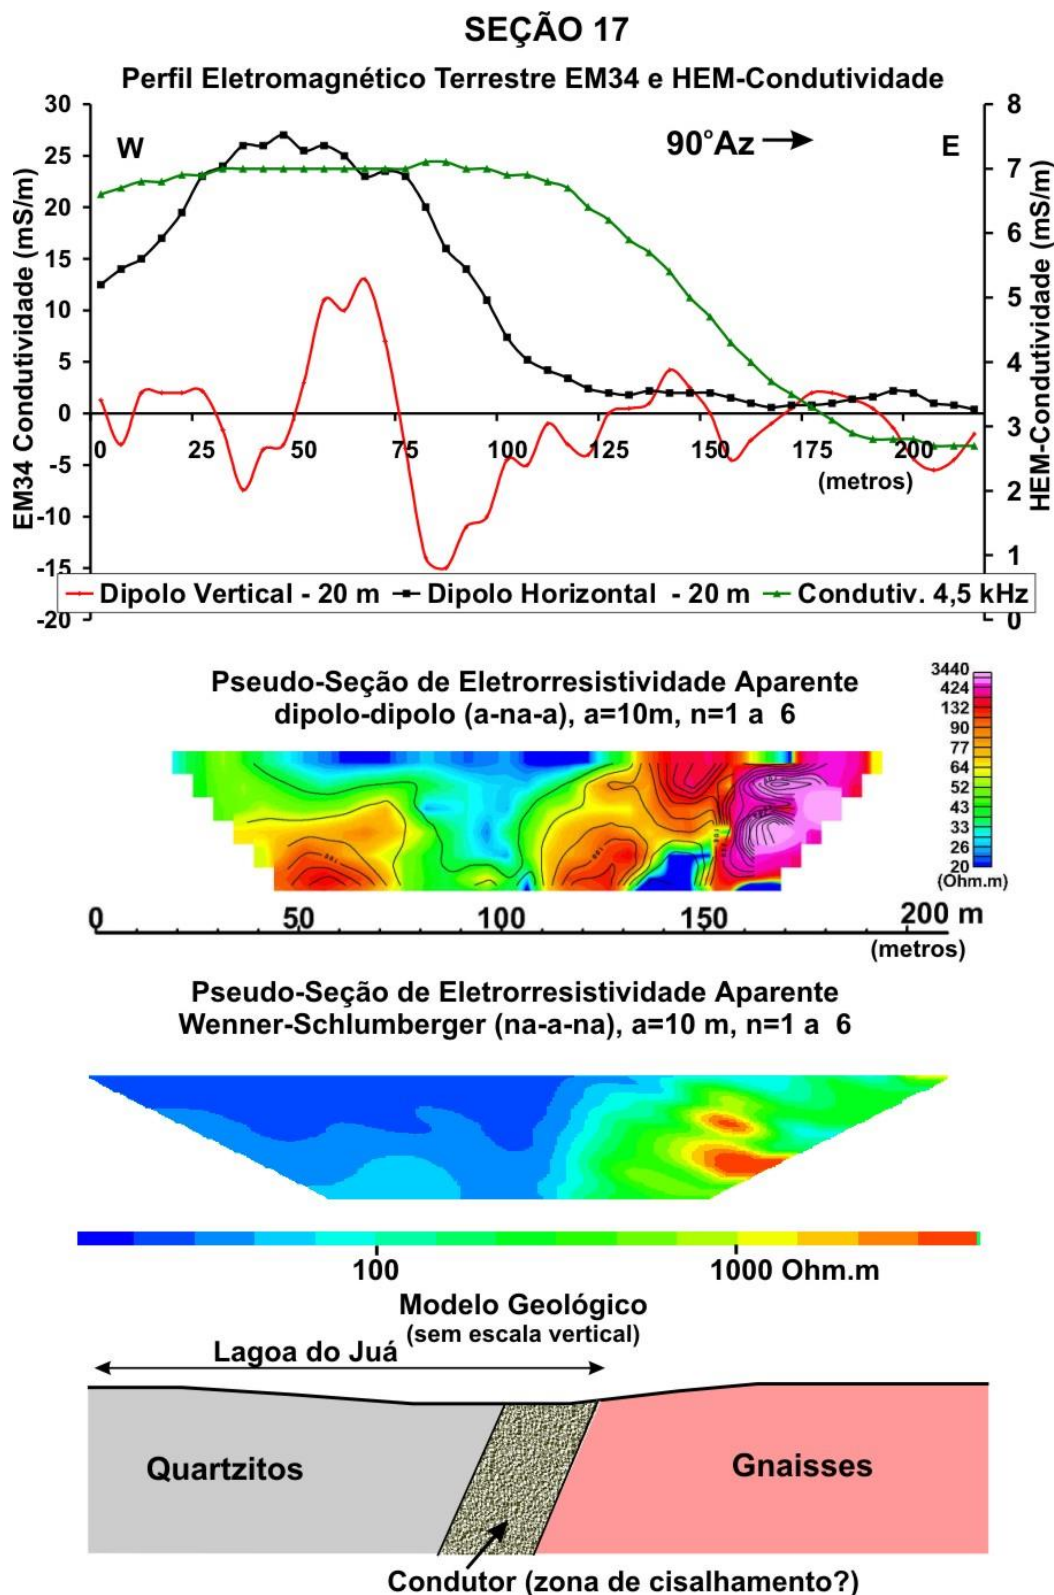 SEÇÃO 17
Perfil Eletromagnético Terrestre EM34 e HEM-Condutividade
EM34 Condutividade (mS/m)
30
25
20
15
10
5
0
-5
-10
-15
-20
W
90°Az
E
8
7
6
5
4
3
2
1
0
HEM-Condutividade (mS/m)
0 25 50 75 100 125 150 175 200
(metros)
Dipolo Vertical - 20 m Dipolo Horizontal - 20 m Condutiv. 4,5 kHz
Pseudo-Seção de Eletrorresistividade Aparente
dipolo-dipolo (a-na-a), a=10m, n=1 a 6
3440
424
132
90
77
64
52
43
33
26
20
(Ohm.m)
0 50 100 150 200 m
(metros)
Pseudo-Seção de Eletrorresistividade Aparente
Wenner-Schlumberger (na-a-na), a=10 m, n=1 a 6
100 1000 Ohm.m
Modelo Geológico
(sem escala vertical)
Lagoa do Juá
Quartzitos
Gnaisses
Condutor (zona de cisalhamento?)